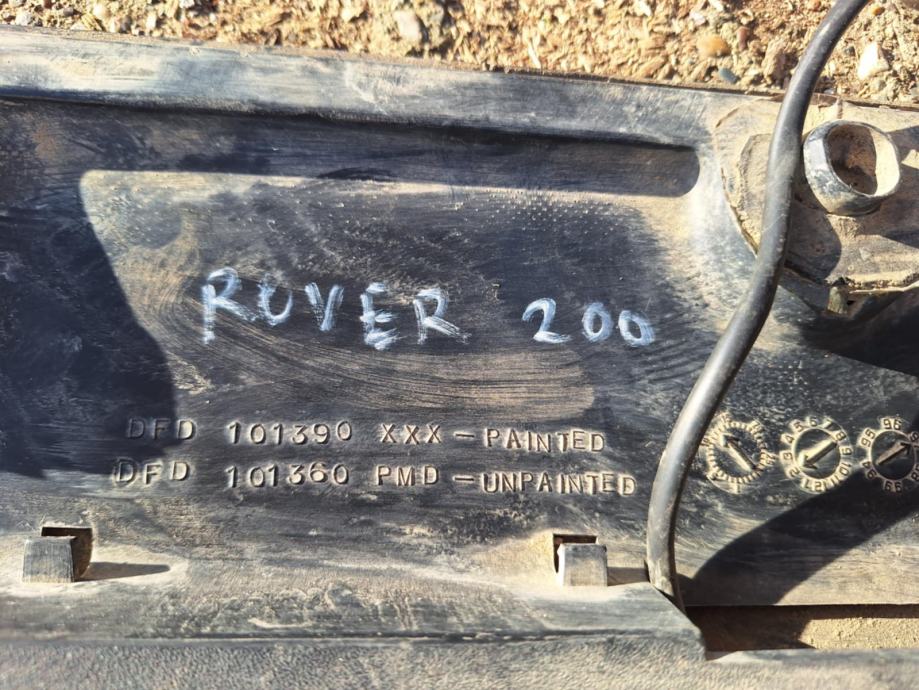 ROVER 200
DFD 101390 XXX - PAINTED
DFD 101360 PMD - UNPAINTED